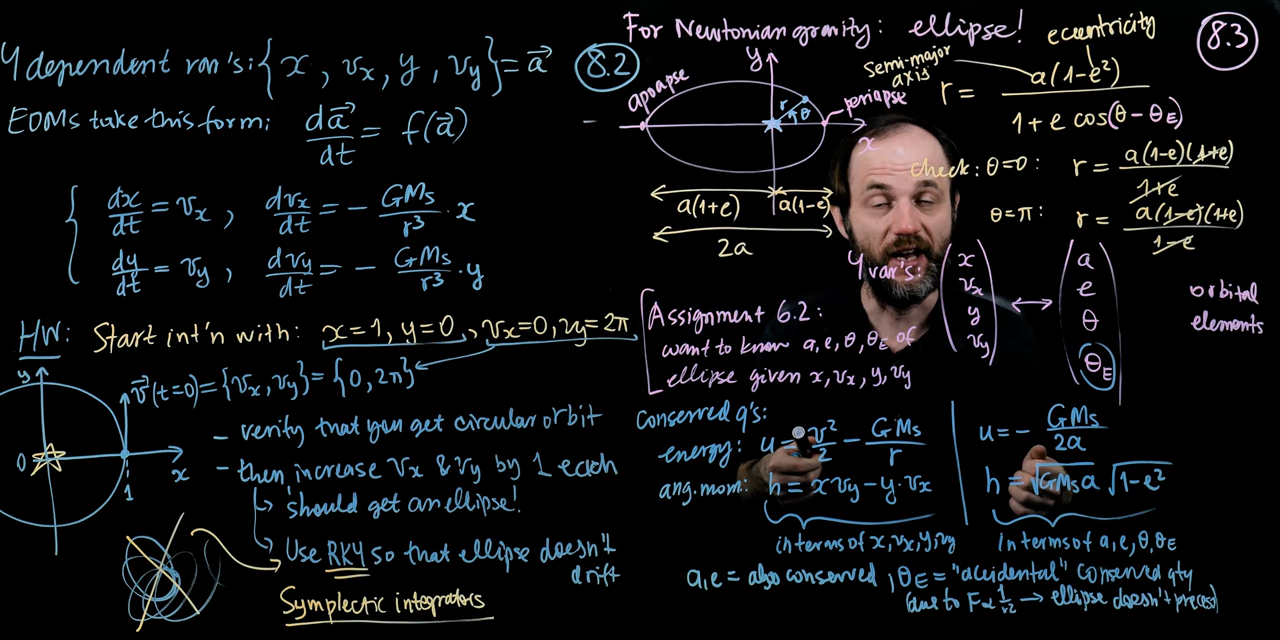 4 dependent var's: { x , vx , y , vy } = a⃗
8.2
EOMs take this form: da⃗/dt = f(a⃗)
dx/dt = vx , dvx/dt = - GMs/r³ · x
dy/dt = vy , dvy/dt = - GMs/r³ · y
HW: Start int'n with: x=1, y=0, vx=0, vy=2π
y
v⃗(t=0) = {vx, vy} = {0, 2π}
0
1
x
- verify that you get circular orbit
- then increase vx & vy by 1 each
↳ should get an ellipse!
↳ Use RK4 so that ellipse doesn't
drift
Symplectic integrators
For Newtonian gravity: ellipse!
8.3
eccentricity
semi-major
axis
y
apoapse
r
θ
periapse
x
r = a(1-e²) / 1+e cos(θ-θE)
a(1+e)
a(1-e)
2a
check: θ=0: r = a(1-e)(1+e) / 1+e
θ=π: r = a(1-e)(1+e) / 1-e
4 var's: ( x vx y vy ) ↔ ( a e θ θE )
orbital
elements
Assignment 6.2:
want to know a, e, θ, θE of
ellipse given x, vx, y, vy
Conserved q's:
energy: u = v²/2 - GMs/r
u = - GMs/2a
ang. mom: h = x vy - y · vx
h = √GMsa √1-e²
in terms of x, vx, y, vy
in terms of a, e, θ, θE
a, e = also conserved, θE = "accidental" conserved qty
(due to F∝ 1/r² → ellipse doesn't precess)